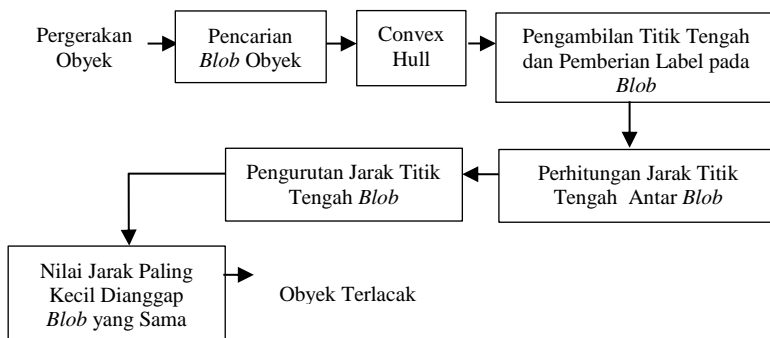 Pergerakan
Obyek
Pencarian
Blob Obyek
Convex
Hull
Pengambilan Titik Tengah
dan Pemberian Label pada
Blob
Perhitungan Jarak Titik
Tengah Antar Blob
Pengurutan Jarak Titik
Tengah Blob
Nilai Jarak Paling
Kecil Dianggap
Blob yang Sama
Obyek Terlacak